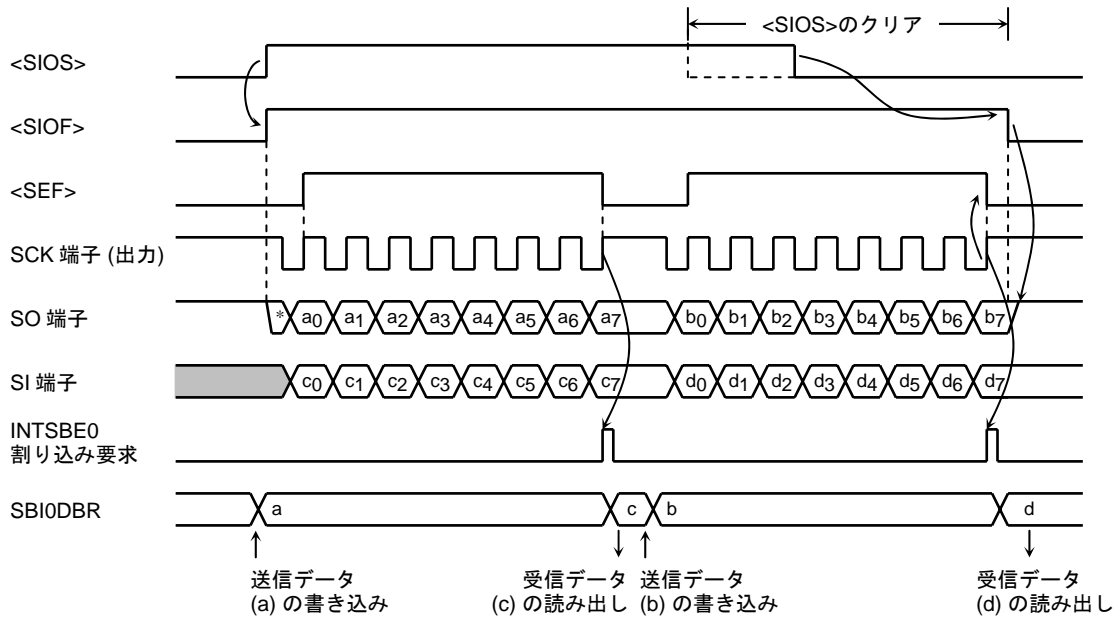 <SIOS>のクリア
<SIOS>
<SIOF>
<SEF>
SCK 端子 (出力)
SO 端子
* a0 a1 a2 a3 a4 a5 a6 a7 b0 b1 b2 b3 b4 b5 b6 b7
SI 端子
c0 c1 c2 c3 c4 c5 c6 c7 d0 d1 d2 d3 d4 d5 d6 d7
INTSBE0
割り込み要求
SBI0DBR
a c b d
送信データ
(a) の書き込み
受信データ
(c) の読み出し
送信データ
(b) の書き込み
受信データ
(d) の読み出し